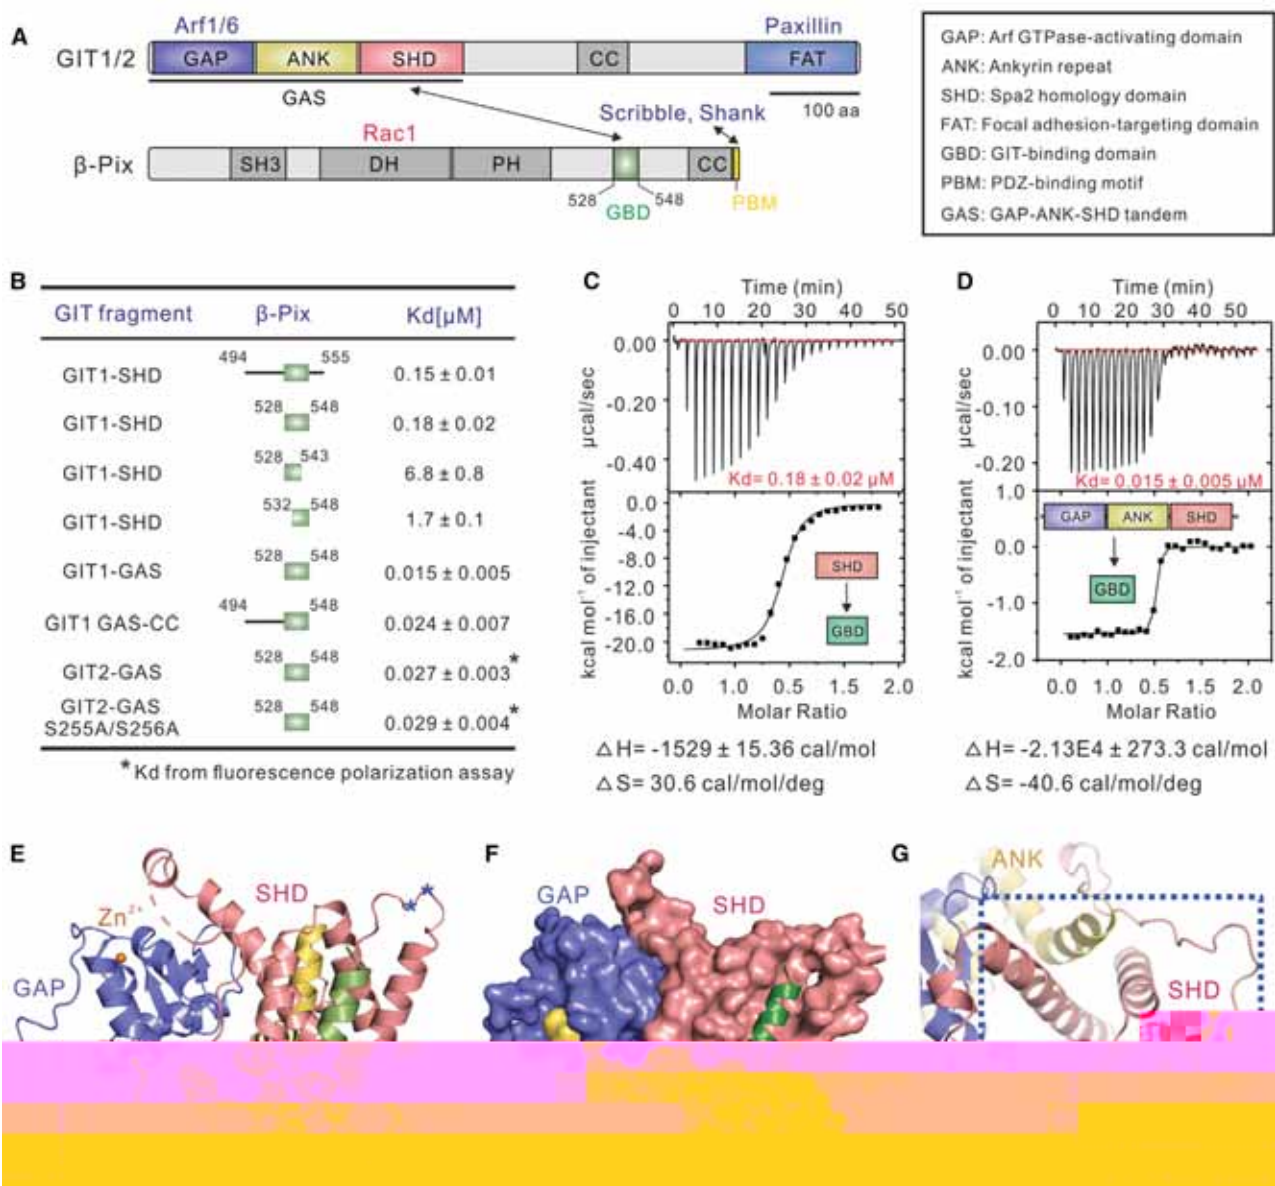 A
Arf1/6
Paxillin
GIT1/2
GAP ANK SHD CC FAT
GAS
100 aa
Scribble, Shank
Rac1
β-Pix
SH3 DH PH CC
528 548
GBD
PBM
GAP: Arf GTPase-activating domain
ANK: Ankyrin repeat
SHD: Spa2 homology domain
FAT: Focal adhesion-targeting domain
GBD: GIT-binding domain
PBM: PDZ-binding motif
GAS: GAP-ANK-SHD tandem
B
GIT fragment β-Pix Kd[µM]
494 555
GIT1-SHD 0.15 ± 0.01
528 548
GIT1-SHD 0.18 ± 0.02
528 543
GIT1-SHD 6.8 ± 0.8
532 548
GIT1-SHD 1.7 ± 0.1
528 548
GIT1-GAS 0.015 ± 0.005
494 548
GIT1 GAS-CC 0.024 ± 0.007
528 548
GIT2-GAS 0.027 ± 0.003*
GIT2-GAS 528 548
S255A/S256A 0.029 ± 0.004*
*Kd from fluorescence polarization assay
C
Time (min)
0 10 20 30 40 50
0.00
-0.20
-0.40
µcal/sec
Kd= 0.18 ± 0.02 µM
0.0
-4.0
-8.0
-12.0
-16.0
-20.0
kcal mol⁻¹ of injectant
SHD
GBD
0.0 1.0 0.5 1.5 2.0
Molar Ratio
△H= -1529 ± 15.36 cal/mol
△S= 30.6 cal/mol/deg
D
Time (min)
0 10 20 30 40 50
0.00
-0.10
-0.20
µcal/sec
Kd= 0.015 ± 0.005 µM
1.0
0.0
-1.0
-2.0
kcal mol⁻¹ of injectant
GAP ANK SHD
GBD
0.0 1.0 0.5 1.5 2.0
Molar Ratio
△H= -2.13E4 ± 273.3 cal/mol
△S= -40.6 cal/mol/deg
E
SHD
Zn²⁺
GAP
* *
F
GAP
SHD
G
ANK
SHD